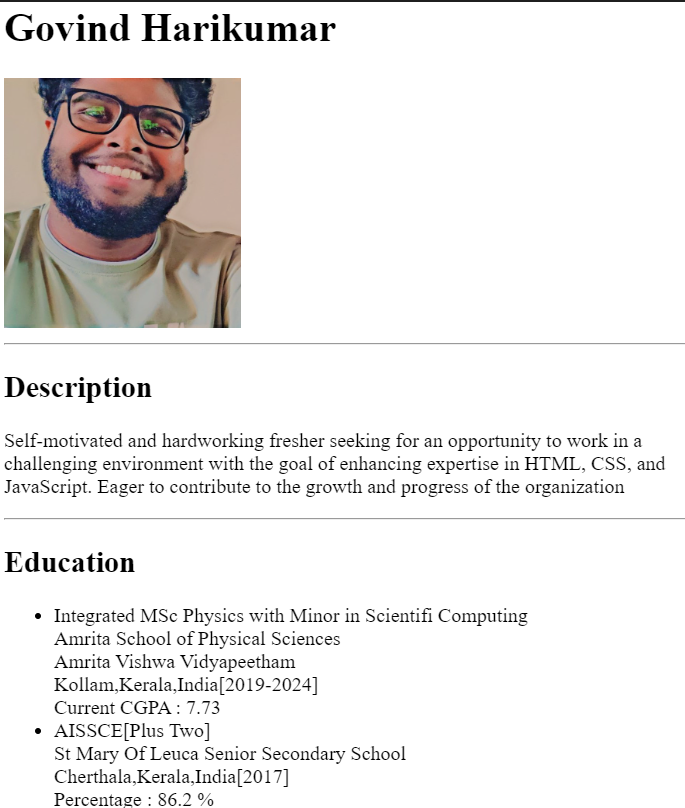 Govind Harikumar
Description
Self-motivated and hardworking fresher seeking for an opportunity to work in a
challenging environment with the goal of enhancing expertise in HTML, CSS, and
JavaScript. Eager to contribute to the growth and progress of the organization
Education
• Integrated MSc Physics with Minor in Scientifi Computing
Amrita School of Physical Sciences
Amrita Vishwa Vidyapeetham
Kollam,Kerala,India[2019-2024]
Current CGPA : 7.73
• AISSCE[Plus Two]
St Mary Of Leuca Senior Secondary School
Cherthala,Kerala,India[2017]
Percentage : 86.2 %